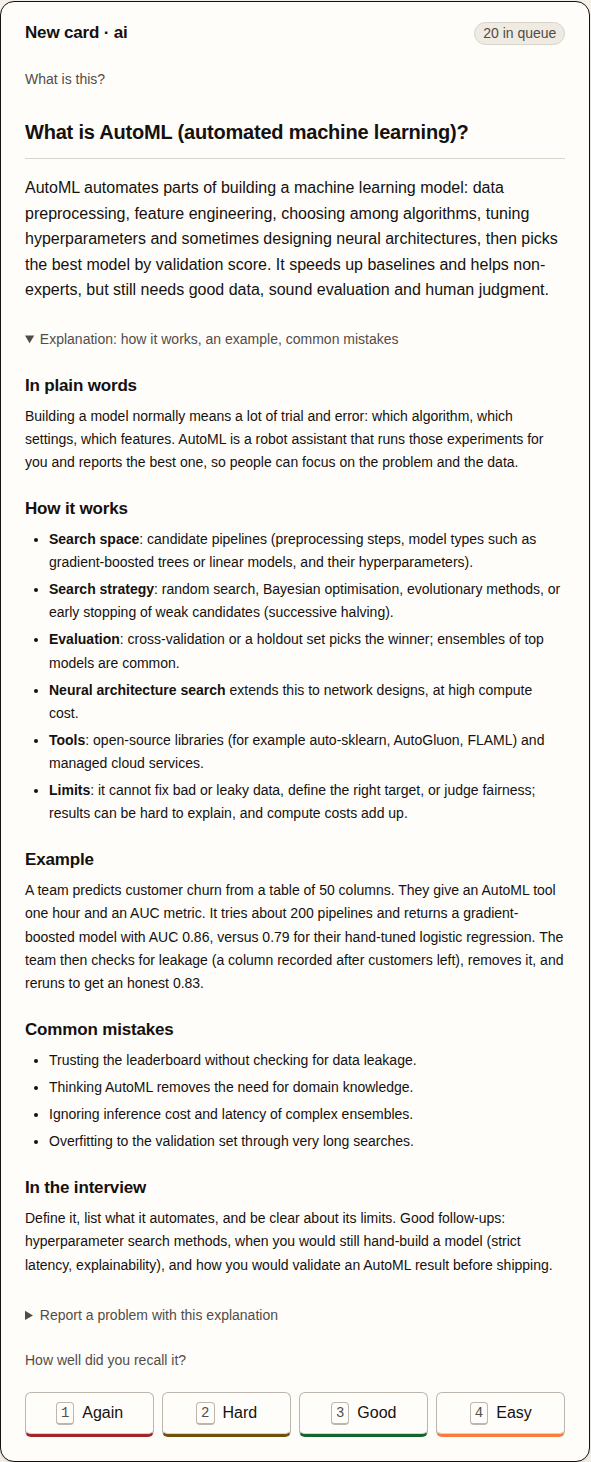 New card · ai
20 in queue
What is this?
What is AutoML (automated machine learning)?
AutoML automates parts of building a machine learning model: data
preprocessing, feature engineering, choosing among algorithms, tuning
hyperparameters and sometimes designing neural architectures, then picks
the best model by validation score. It speeds up baselines and helps non-
experts, but still needs good data, sound evaluation and human judgment.
▼ Explanation: how it works, an example, common mistakes
In plain words
Building a model normally means a lot of trial and error: which algorithm, which
settings, which features. AutoML is a robot assistant that runs those experiments for
you and reports the best one, so people can focus on the problem and the data.
How it works
• Search space: candidate pipelines (preprocessing steps, model types such as
gradient-boosted trees or linear models, and their hyperparameters).
• Search strategy: random search, Bayesian optimisation, evolutionary methods, or
early stopping of weak candidates (successive halving).
• Evaluation: cross-validation or a holdout set picks the winner; ensembles of top
models are common.
• Neural architecture search extends this to network designs, at high compute
cost.
• Tools: open-source libraries (for example auto-sklearn, AutoGluon, FLAML) and
managed cloud services.
• Limits: it cannot fix bad or leaky data, define the right target, or judge fairness;
results can be hard to explain, and compute costs add up.
Example
A team predicts customer churn from a table of 50 columns. They give an AutoML tool
one hour and an AUC metric. It tries about 200 pipelines and returns a gradient-
boosted model with AUC 0.86, versus 0.79 for their hand-tuned logistic regression. The
team then checks for leakage (a column recorded after customers left), removes it, and
reruns to get an honest 0.83.
Common mistakes
• Trusting the leaderboard without checking for data leakage.
• Thinking AutoML removes the need for domain knowledge.
• Ignoring inference cost and latency of complex ensembles.
• Overfitting to the validation set through very long searches.
In the interview
Define it, list what it automates, and be clear about its limits. Good follow-ups:
hyperparameter search methods, when you would still hand-build a model (strict
latency, explainability), and how you would validate an AutoML result before shipping.
▶ Report a problem with this explanation
How well did you recall it?
1 Again
2 Hard
3 Good
4 Easy